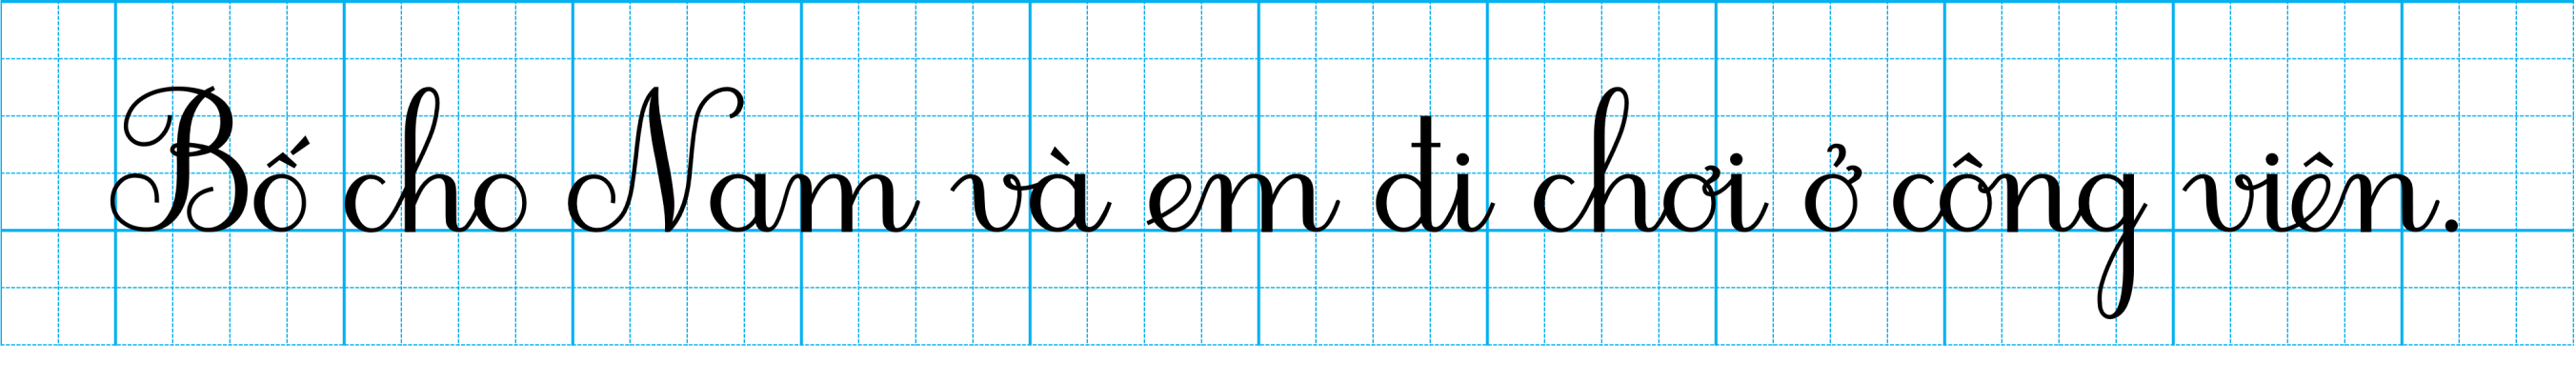 Bố cho Nam và em đi chơi ở công viên.